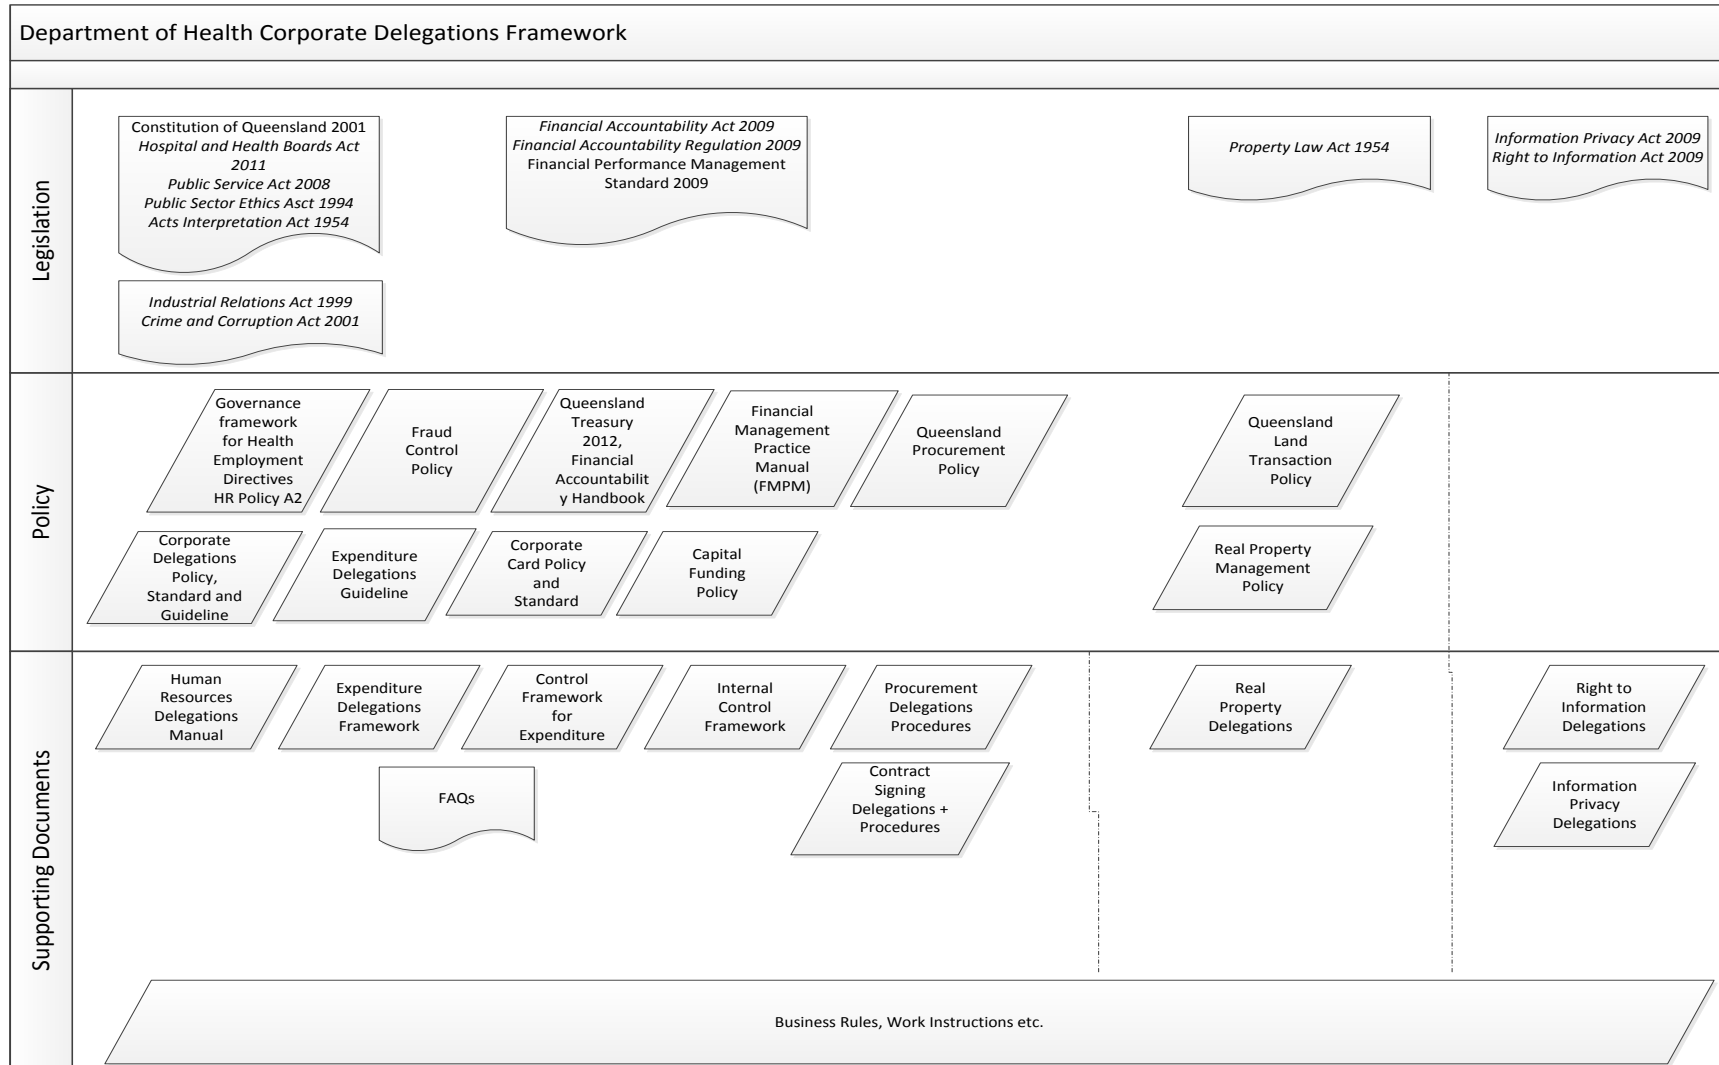 Department of Health Corporate Delegations Framework
Legislation
Constitution of Queensland 2001
Hospital and Health Boards Act
2011
Public Service Act 2008
Public Sector Ethics Asct 1994
Acts Interpretation Act 1954
Financial Accountability Act 2009
Financial Accountability Regulation 2009
Financial Performance Management
Standard 2009
Property Law Act 1954
Information Privacy Act 2009
Right to Information Act 2009
Industrial Relations Act 1999
Crime and Corruption Act 2001
Policy
Governance
framework
for Health
Employment
Directives
HR Policy A2
Fraud
Control
Policy
Queensland
Treasury
2012,
Financial
Accountabilit
y Handbook
Financial
Management
Practice
Manual
(FMPM)
Queensland
Procurement
Policy
Queensland
Land
Transaction
Policy
Corporate
Delegations
Policy,
Standard and
Guideline
Expenditure
Delegations
Guideline
Corporate
Card Policy
and
Standard
Capital
Funding
Policy
Real Property
Management
Policy
Supporting Documents
Human
Resources
Delegations
Manual
Expenditure
Delegations
Framework
Control
Framework
for
Expenditure
Internal
Control
Framework
Procurement
Delegations
Procedures
Real
Property
Delegations
Right to
Information
Delegations
FAQs
Contract
Signing
Delegations +
Procedures
Information
Privacy
Delegations
Business Rules, Work Instructions etc.